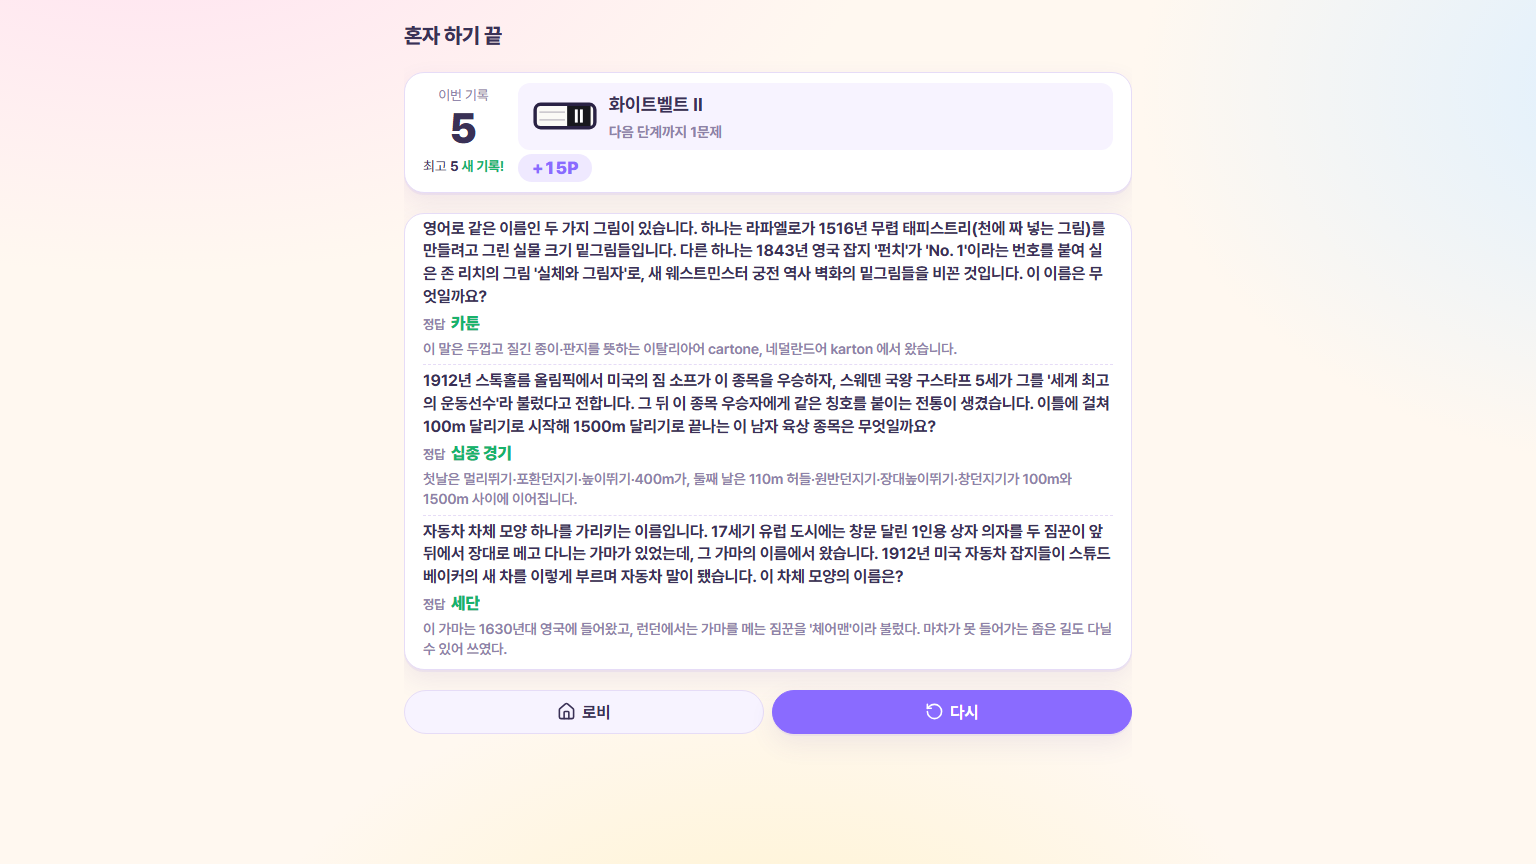 혼자 하기 끝
이번 기록
5
최고 5 새 기록!
화이트벨트 II
다음 단계까지 1문제
+15P
영어로 같은 이름인 두 가지 그림이 있습니다. 하나는 라파엘로가 1516년 무렵 태피스트리(천에 짜 넣는 그림)를
만들려고 그린 실물 크기 밑그림들입니다. 다른 하나는 1843년 영국 잡지 '펀치'가 'No. 1'이라는 번호를 붙여 실
은 존 리치의 그림 '실체와 그림자'로, 새 웨스트민스터 궁전 역사 벽화의 밑그림들을 비꼰 것입니다. 이 이름은 무
엇일까요?
정답 카툰
이 말은 두껍고 질긴 종이·판지를 뜻하는 이탈리아어 cartone, 네덜란드어 karton 에서 왔습니다.
1912년 스톡홀름 올림픽에서 미국의 짐 소프가 이 종목을 우승하자, 스웨덴 국왕 구스타프 5세가 그를 '세계 최고
의 운동선수'라 불렀다고 전합니다. 그 뒤 이 종목 우승자에게 같은 칭호를 붙이는 전통이 생겼습니다. 이틀에 걸쳐
100m 달리기로 시작해 1500m 달리기로 끝나는 이 남자 육상 종목은 무엇일까요?
정답 십종 경기
첫날은 멀리뛰기·포환던지기·높이뛰기·400m가, 둘째 날은 110m 허들·원반던지기·장대높이뛰기·창던지기가 100m와
1500m 사이에 이어집니다.
자동차 차체 모양 하나를 가리키는 이름입니다. 17세기 유럽 도시에는 창문 달린 1인용 상자 의자를 두 짐꾼이 앞
뒤에서 장대로 메고 다니는 가마가 있었는데, 그 가마의 이름에서 왔습니다. 1912년 미국 자동차 잡지들이 스튜드
베이커의 새 차를 이렇게 부르며 자동차 말이 됐습니다. 이 차체 모양의 이름은?
정답 세단
이 가마는 1630년대 영국에 들어왔고, 런던에서는 가마를 메는 짐꾼을 '체어맨'이라 불렀다. 마차가 못 들어가는 좁은 길도 다닐
수 있어 쓰였다.
로비
다시